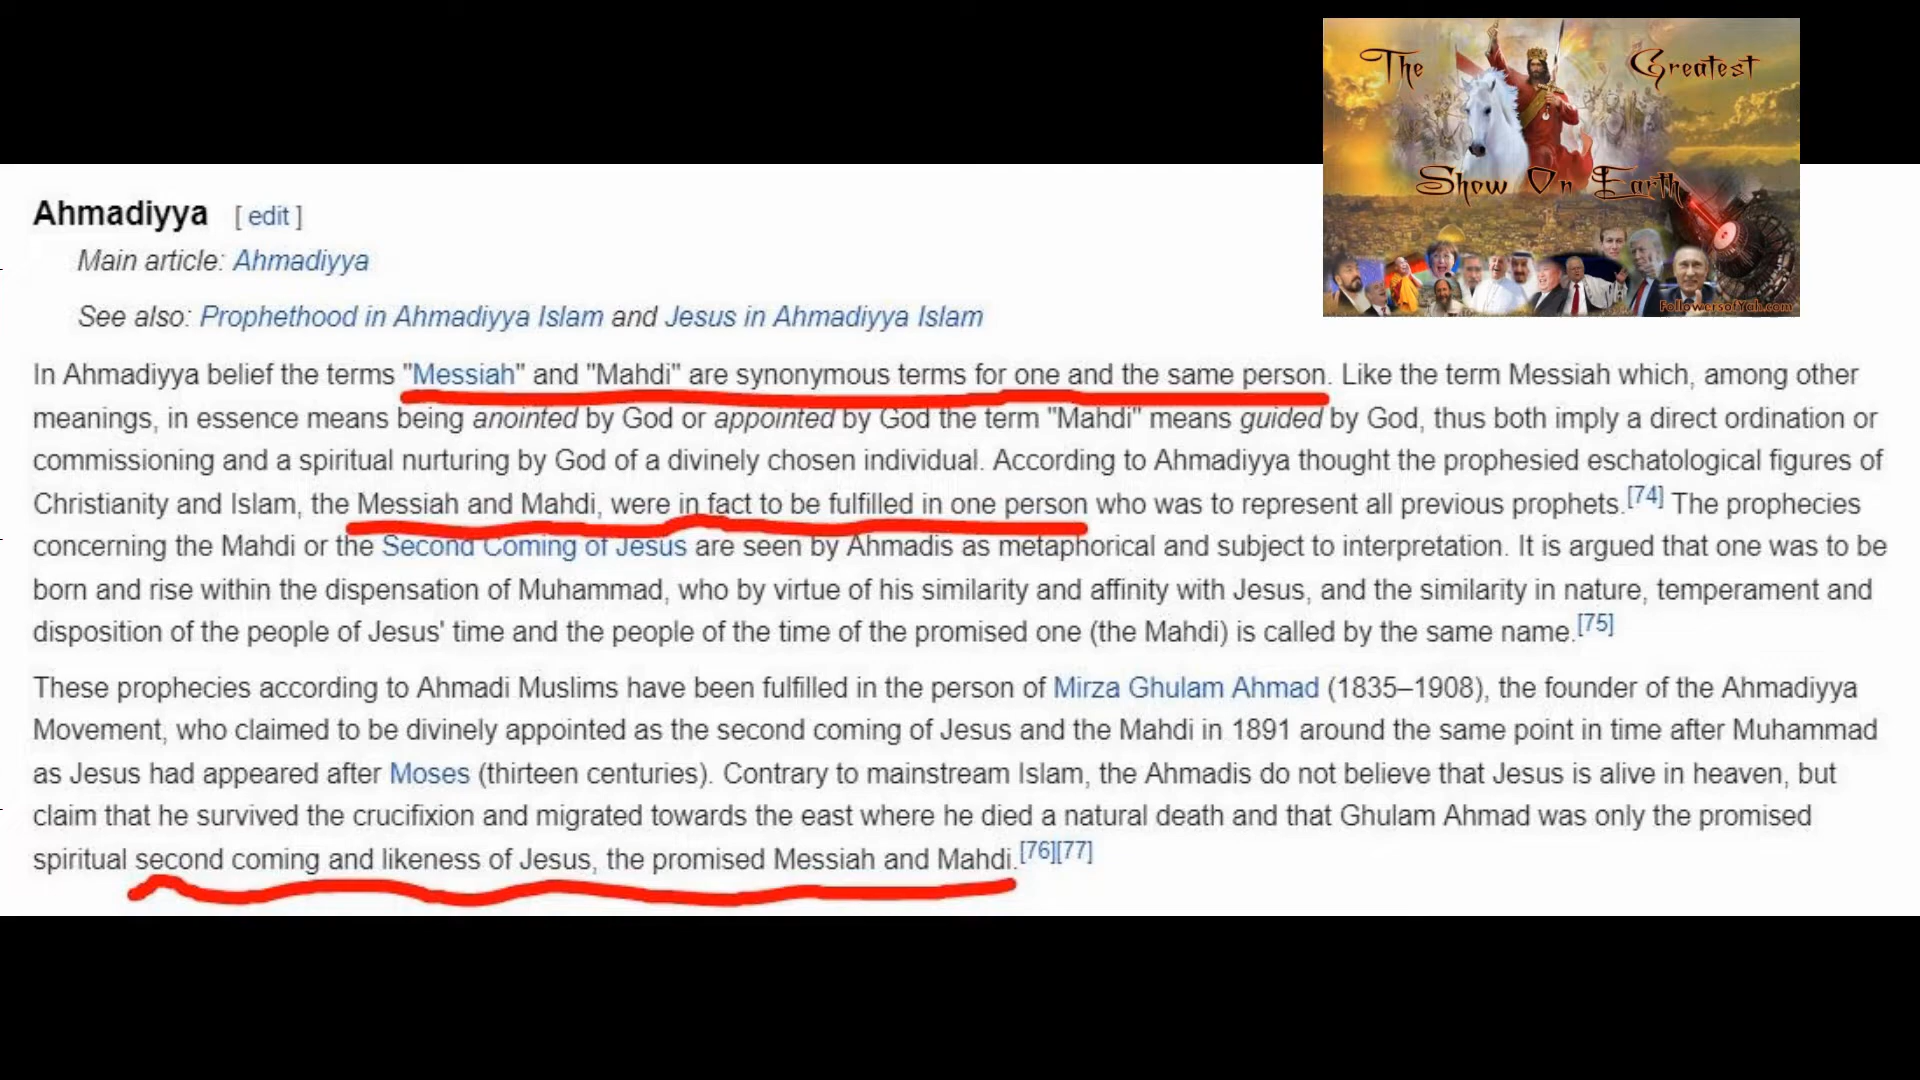 The Greatest
Show On Earth
FollowersofYah.com
Ahmadiyya [ edit ]
Main article: Ahmadiyya
See also: Prophethood in Ahmadiyya Islam and Jesus in Ahmadiyya Islam
In Ahmadiyya belief the terms "Messiah" and "Mahdi" are synonymous terms for one and the same person. Like the term Messiah which, among other
meanings, in essence means being anointed by God or appointed by God the term "Mahdi" means guided by God, thus both imply a direct ordination or
commissioning and a spiritual nurturing by God of a divinely chosen individual. According to Ahmadiyya thought the prophesied eschatological figures of
Christianity and Islam, the Messiah and Mahdi, were in fact to be fulfilled in one person who was to represent all previous prophets.[74] The prophecies
concerning the Mahdi or the Second Coming of Jesus are seen by Ahmadis as metaphorical and subject to interpretation. It is argued that one was to be
born and rise within the dispensation of Muhammad, who by virtue of his similarity and affinity with Jesus, and the similarity in nature, temperament and
disposition of the people of Jesus' time and the people of the time of the promised one (the Mahdi) is called by the same name.[75]
These prophecies according to Ahmadi Muslims have been fulfilled in the person of Mirza Ghulam Ahmad (1835–1908), the founder of the Ahmadiyya
Movement, who claimed to be divinely appointed as the second coming of Jesus and the Mahdi in 1891 around the same point in time after Muhammad
as Jesus had appeared after Moses (thirteen centuries). Contrary to mainstream Islam, the Ahmadis do not believe that Jesus is alive in heaven, but
claim that he survived the crucifixion and migrated towards the east where he died a natural death and that Ghulam Ahmad was only the promised
spiritual second coming and likeness of Jesus, the promised Messiah and Mahdi.[76][77]